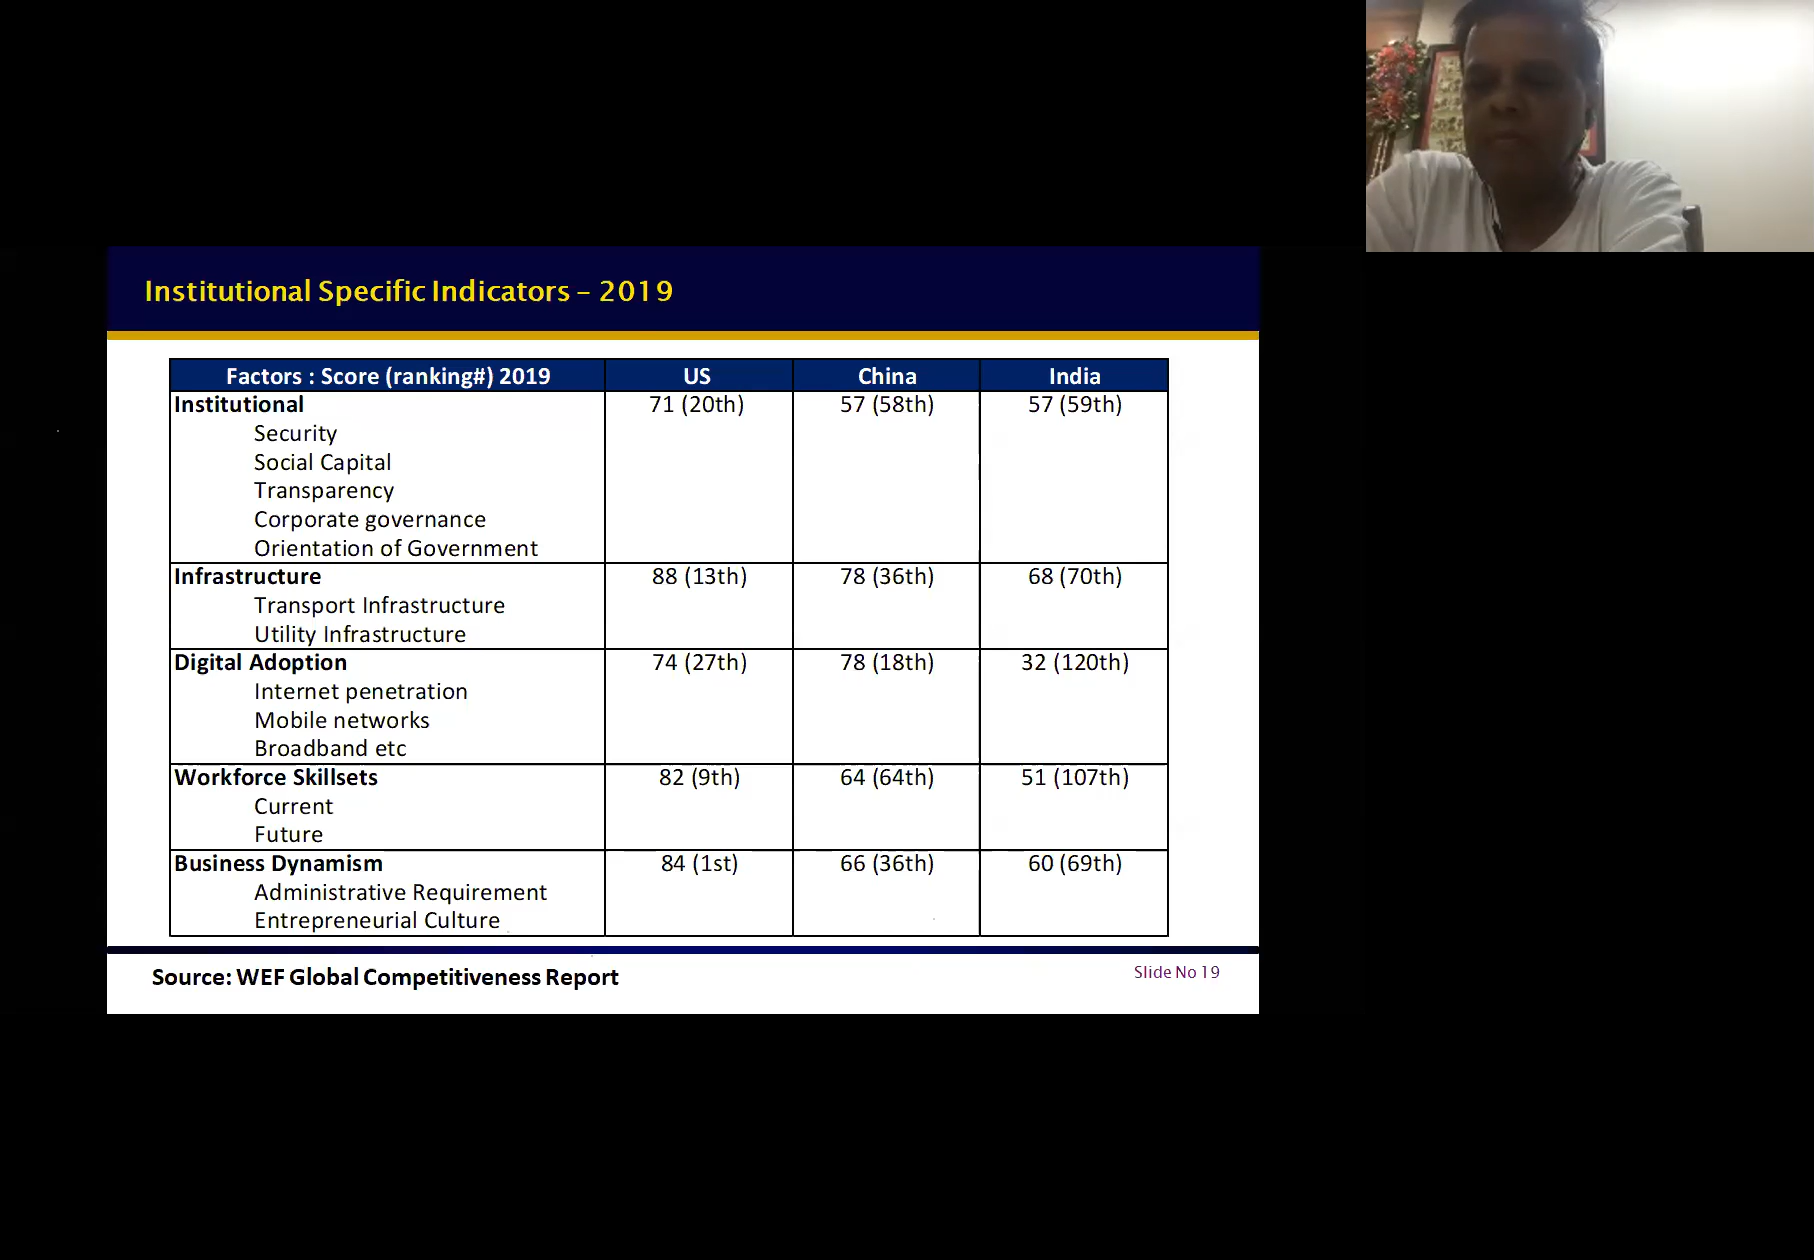 Institutional Specific Indicators – 2019
Factors : Score (ranking#) 2019 US China India
Institutional 71 (20th) 57 (58th) 57 (59th)
Security
Social Capital
Transparency
Corporate governance
Orientation of Government
Infrastructure 88 (13th) 78 (36th) 68 (70th)
Transport Infrastructure
Utility Infrastructure
Digital Adoption 74 (27th) 78 (18th) 32 (120th)
Internet penetration
Mobile networks
Broadband etc
Workforce Skillsets 82 (9th) 64 (64th) 51 (107th)
Current
Future
Business Dynamism 84 (1st) 66 (36th) 60 (69th)
Administrative Requirement
Entrepreneurial Culture
Source: WEF Global Competitiveness Report
Slide No 19